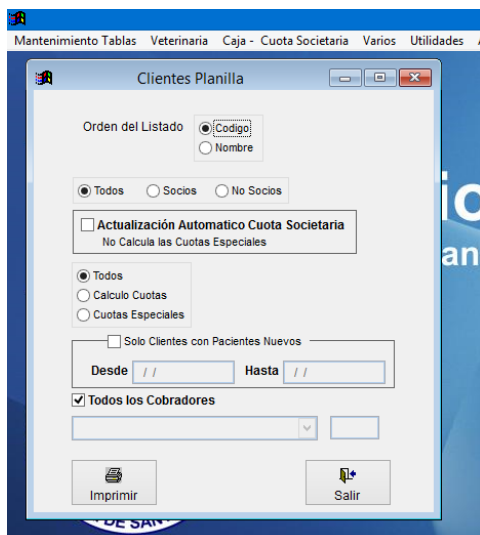 Mantenimiento Tablas Veterinaria Caja - Cuota Societaria Varios Utilidades
Clientes Planilla
Orden del Listado
Codigo
Nombre
Todos Socios No Socios
Actualización Automatico Cuota Societaria
No Calcula las Cuotas Especiales
Todos
Calculo Cuotas
Cuotas Especiales
Solo Clientes con Pacientes Nuevos
Desde / / Hasta / /
Todos los Cobradores
Imprimir Salir